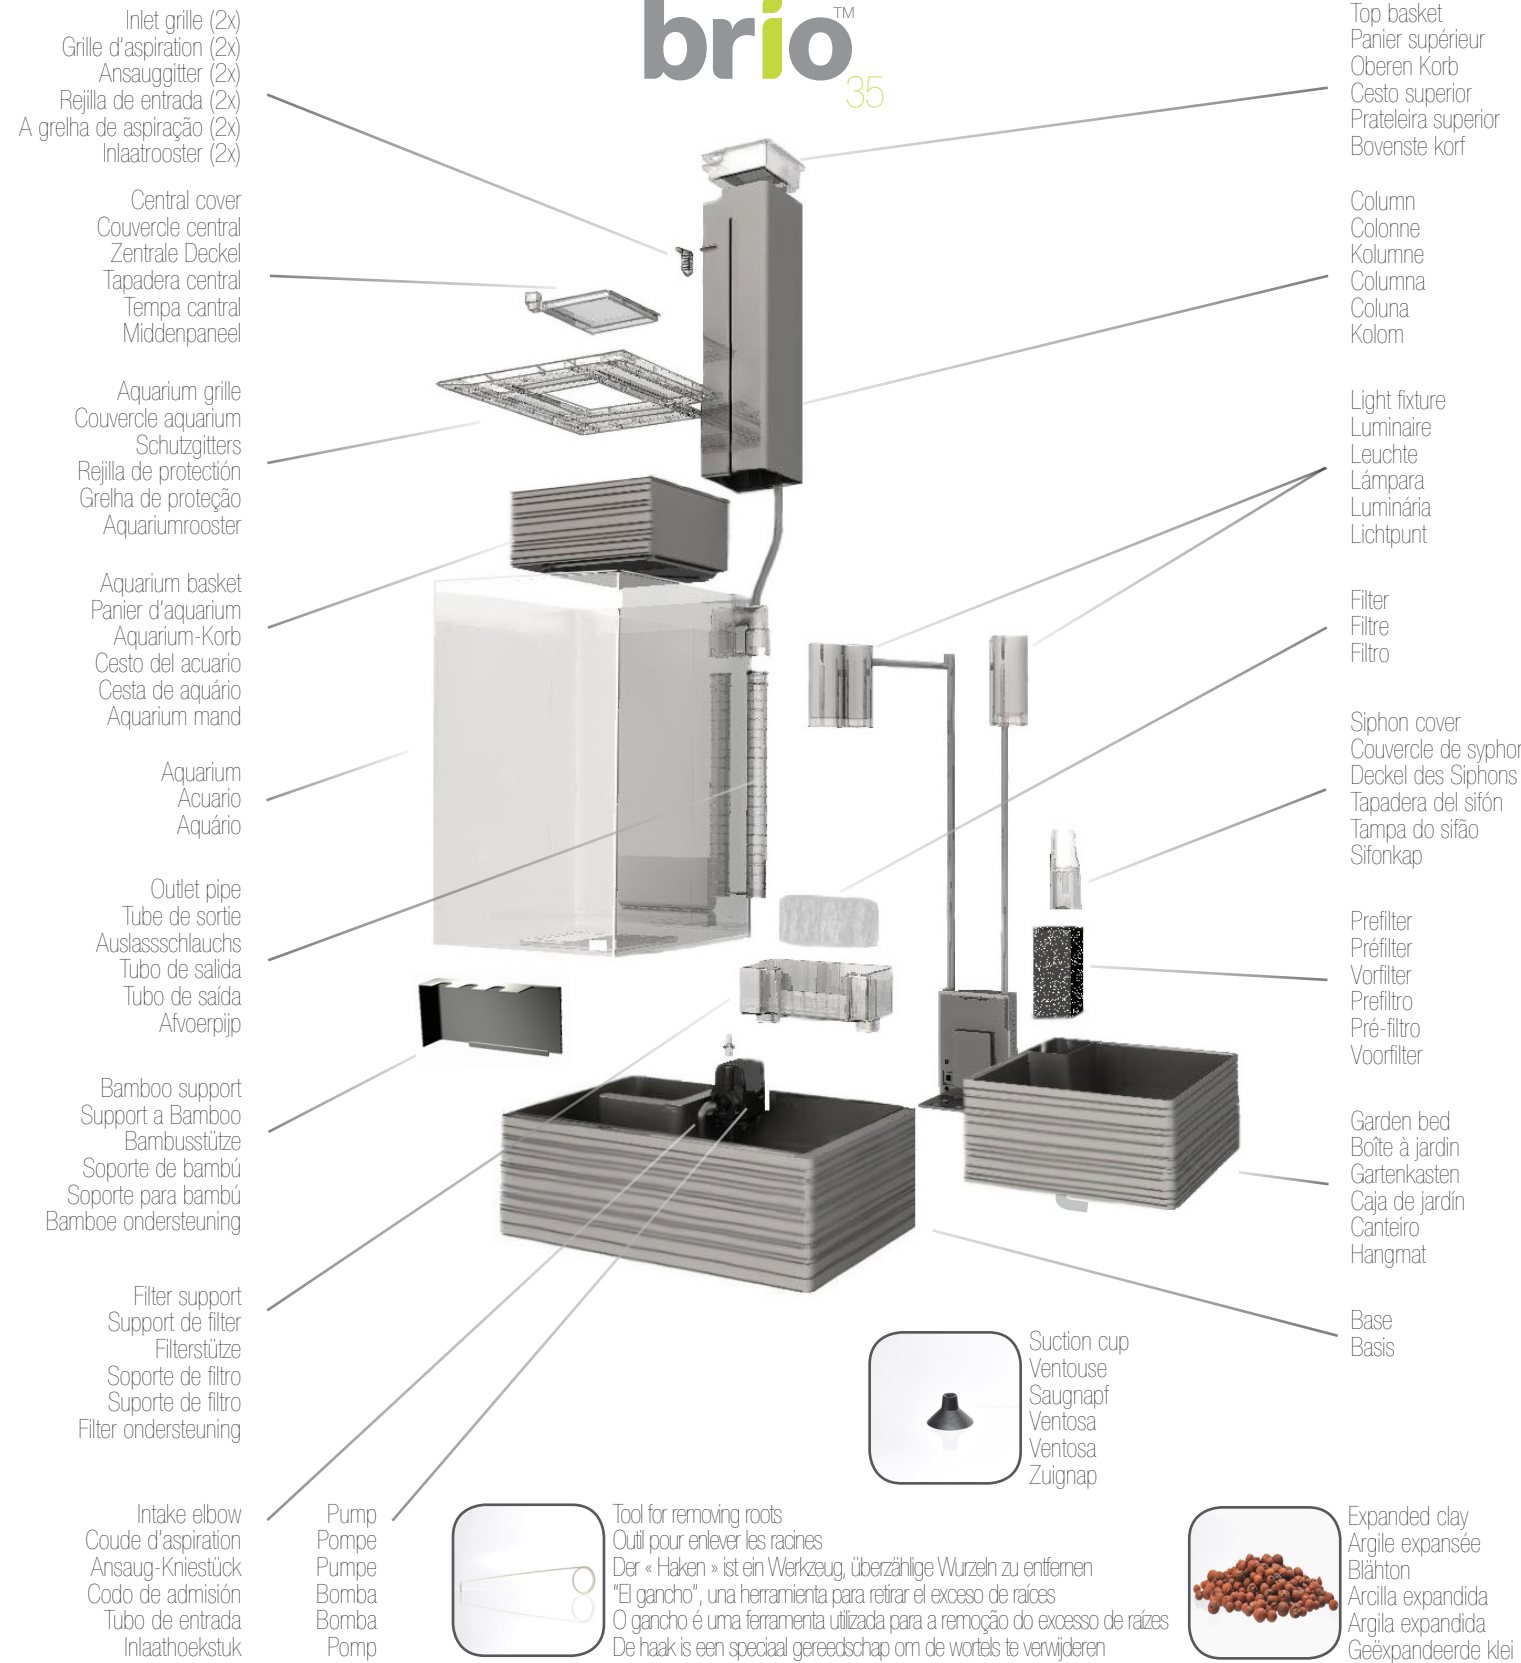 brio™
35
Inlet grille (2x)
Grille d'aspiration (2x)
Ansauggitter (2x)
Rejilla de entrada (2x)
A grelha de aspiração (2x)
Inlaatrooster (2x)
Central cover
Couvercle central
Zentrale Deckel
Tapadera central
Tempa cantral
Middenpaneel
Aquarium grille
Couvercle aquarium
Schutzgitters
Rejilla de protectión
Grelha de proteção
Aquariumrooster
Aquarium basket
Panier d'aquarium
Aquarium-Korb
Cesto del acuario
Cesta de aquário
Aquarium mand
Aquarium
Acuario
Aquário
Outlet pipe
Tube de sortie
Auslassschlauchs
Tubo de salida
Tubo de saída
Afvoerpijp
Bamboo support
Support a Bamboo
Bambusstütze
Soporte de bambú
Soporte para bambú
Bamboe ondersteuning
Filter support
Support de filter
Filterstütze
Soporte de filtro
Suporte de filtro
Filter ondersteuning
Intake elbow
Coude d'aspiration
Ansaug-Kniestück
Codo de admisión
Tubo de entrada
Inlaathoekstuk
Pump
Pompe
Pumpe
Bomba
Bomba
Pomp
Top basket
Panier supérieur
Oberen Korb
Cesto superior
Prateleira superior
Bovenste korf
Column
Colonne
Kolumne
Columna
Coluna
Kolom
Light fixture
Luminaire
Leuchte
Lámpara
Luminária
Lichtpunt
Filter
Filtre
Filtro
Siphon cover
Couvercle de syphon
Deckel des Siphons
Tapadera del sifón
Tampa do sifão
Sifonkap
Prefilter
Préfilter
Vorfilter
Prefiltro
Pré-filtro
Voorfilter
Garden bed
Boîte à jardin
Gartenkasten
Caja de jardín
Canteiro
Hangmat
Base
Basis
Suction cup
Ventouse
Saugnapf
Ventosa
Ventosa
Zuignap
Tool for removing roots
Outil pour enlever les racines
Der « Haken » ist ein Werkzeug, überzählige Wurzeln zu entfernen
"El gancho", una herramienta para retirar el exceso de raíces
O gancho é uma ferramenta utilizada para a remoção do excesso de raízes
De haak is een speciaal gereedschap om de wortels te verwijderen
Expanded clay
Argile expansée
Blähton
Arcilla expandida
Argila expandida
Geëxpandeerde klei